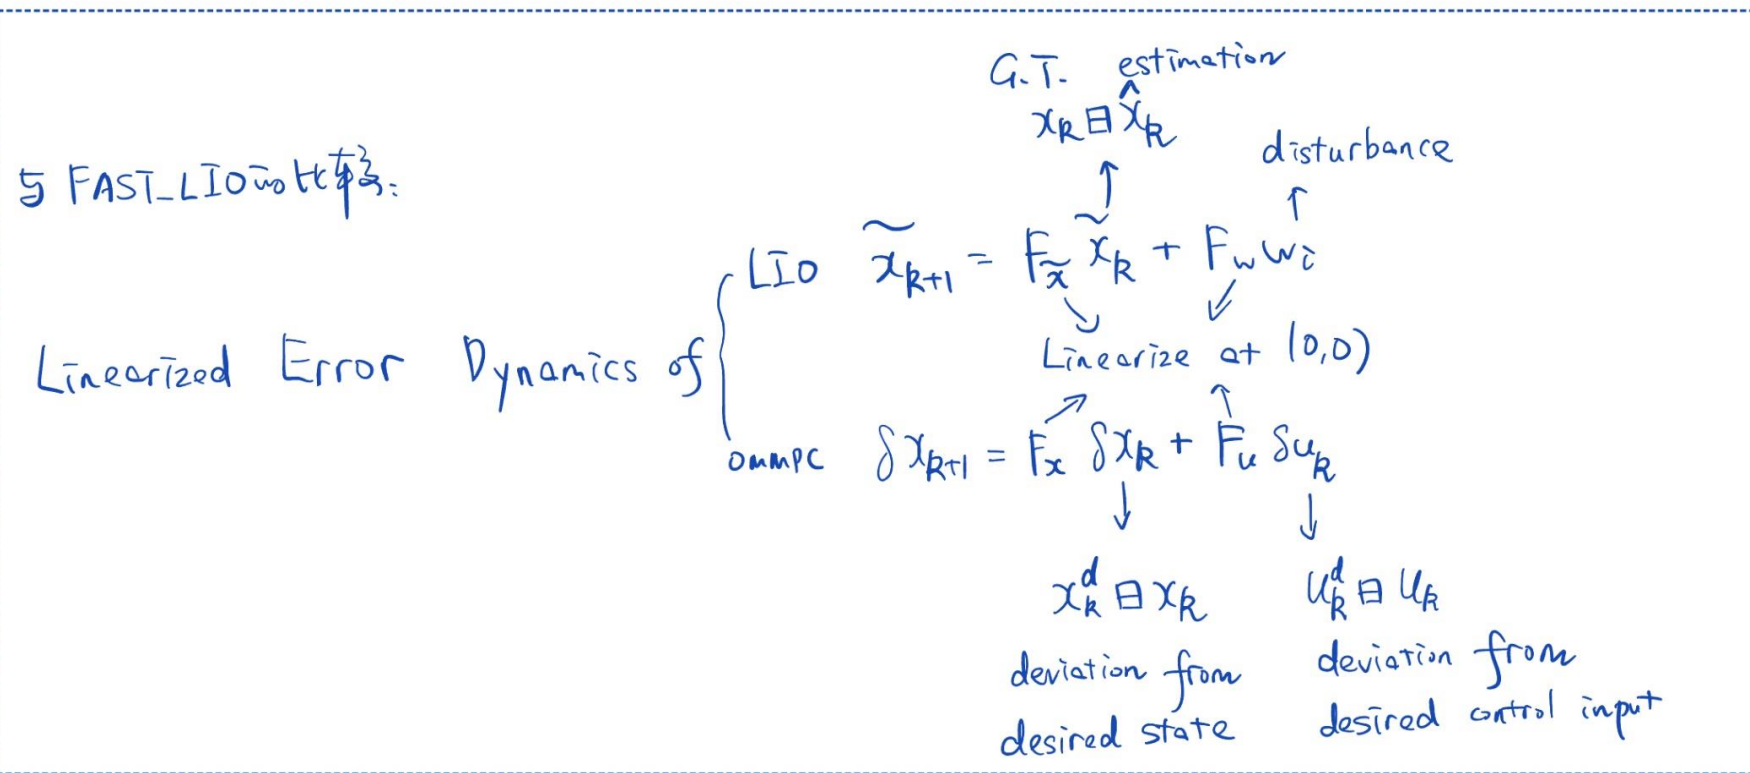 G.T. estimation
x_k ⊟ x̂_k
disturbance
与 FAST_LIO的比较:
LIO x̃_{k+1} = F_{x̃} x̃_k + F_w w_i
Linearize at (0,0)
Linearized Error Dynamics of
ommpc δx_{k+1} = F_x δx_k + F_u δu_k
x_k^d ⊟ x_k u_k^d ⊟ u_k
deviation from deviation from
desired state desired control input